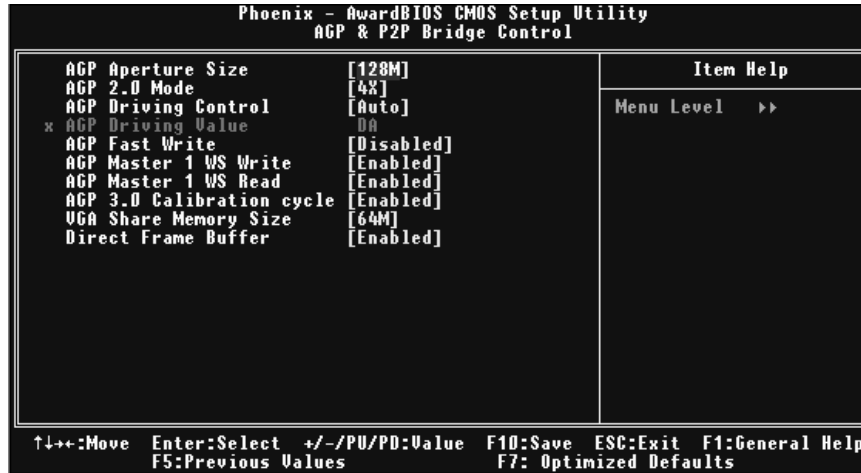 Phoenix - AwardBIOS CMOS Setup Utility
AGP & P2P Bridge Control
AGP Aperture Size [128M]
AGP 2.0 Mode [4X]
AGP Driving Control [Auto]
x AGP Driving Value DA
AGP Fast Write [Disabled]
AGP Master 1 WS Write [Enabled]
AGP Master 1 WS Read [Enabled]
AGP 3.0 Calibration cycle [Enabled]
VGA Share Memory Size [64M]
Direct Frame Buffer [Enabled]
Item Help
Menu Level ▸▸
↑↓→←:Move Enter:Select +/-/PU/PD:Value F10:Save ESC:Exit F1:General Help
F5:Previous Values F7: Optimized Defaults